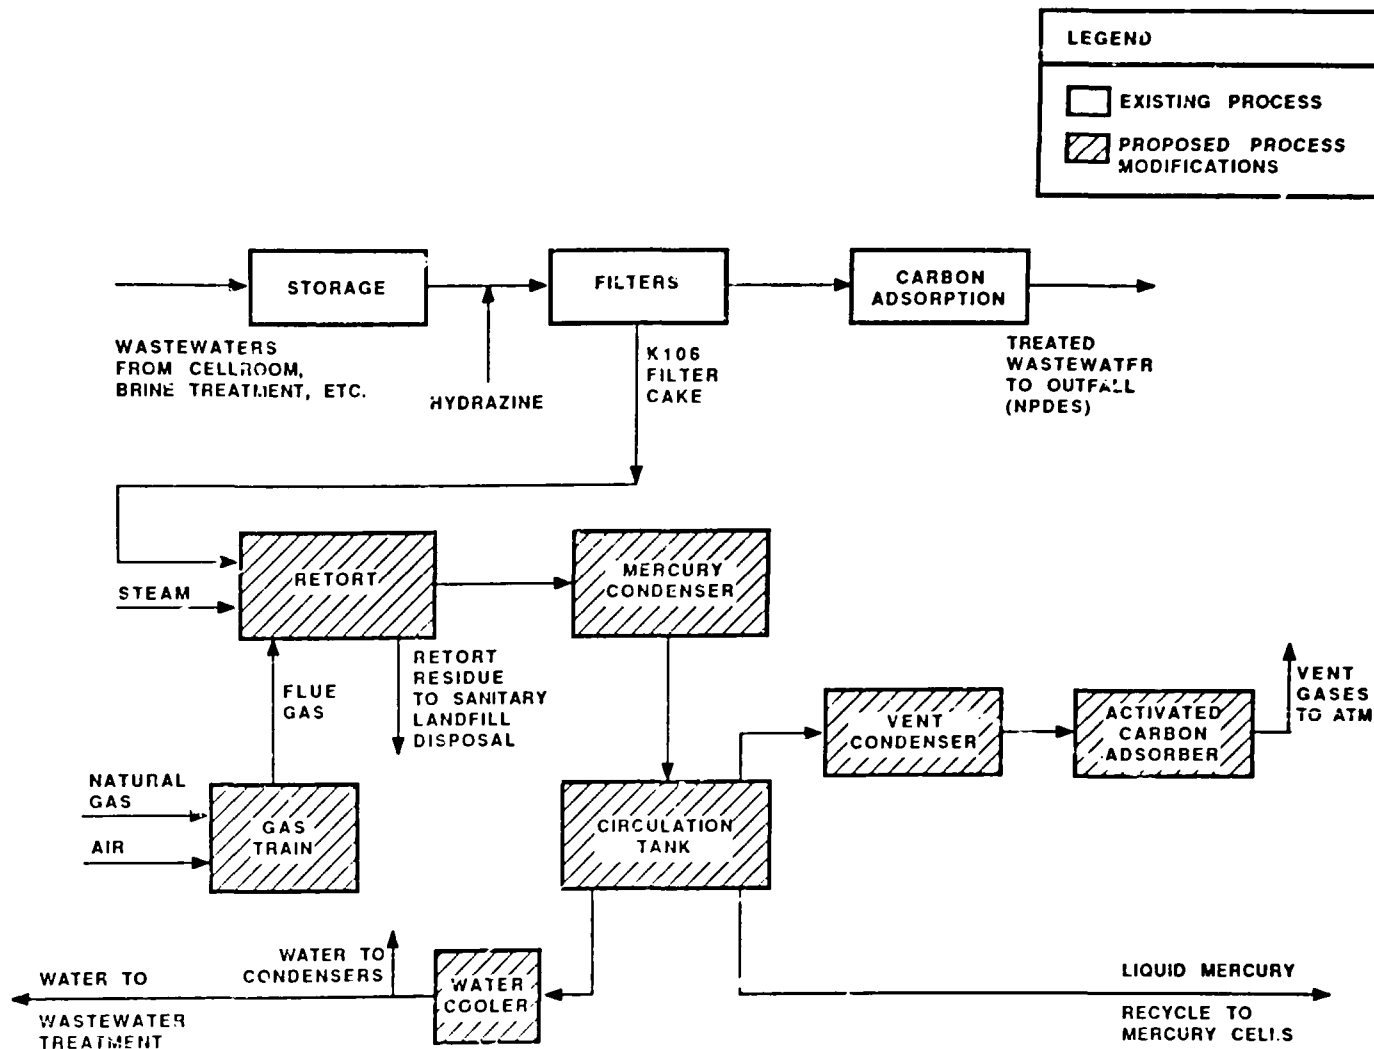 LEGEND
EXISTING PROCESS
PROPOSED PROCESS
MODIFICATIONS
STORAGE
FILTERS
CARBON
ADSORPTION
WASTEWATERS
FROM CELLROOM,
BRINE TREATMENT, ETC.
HYDRAZINE
K106
FILTER
CAKE
TREATED
WASTEWATER
TO OUTFALL
(NPDES)
RETORT
STEAM
MERCURY
CONDENSER
FLUE
GAS
RETORT
RESIDUE
TO SANITARY
LANDFILL
DISPOSAL
VENT
CONDENSER
ACTIVATED
CARBON
ADSORBER
VENT
GASES
TO ATM
NATURAL
GAS
AIR
GAS
TRAIN
CIRCULATION
TANK
WATER TO
CONDENSERS
WATER
COOLER
WATER TO
WASTEWATER
TREATMENT
LIQUID MERCURY
RECYCLE TO
MERCURY CELLS